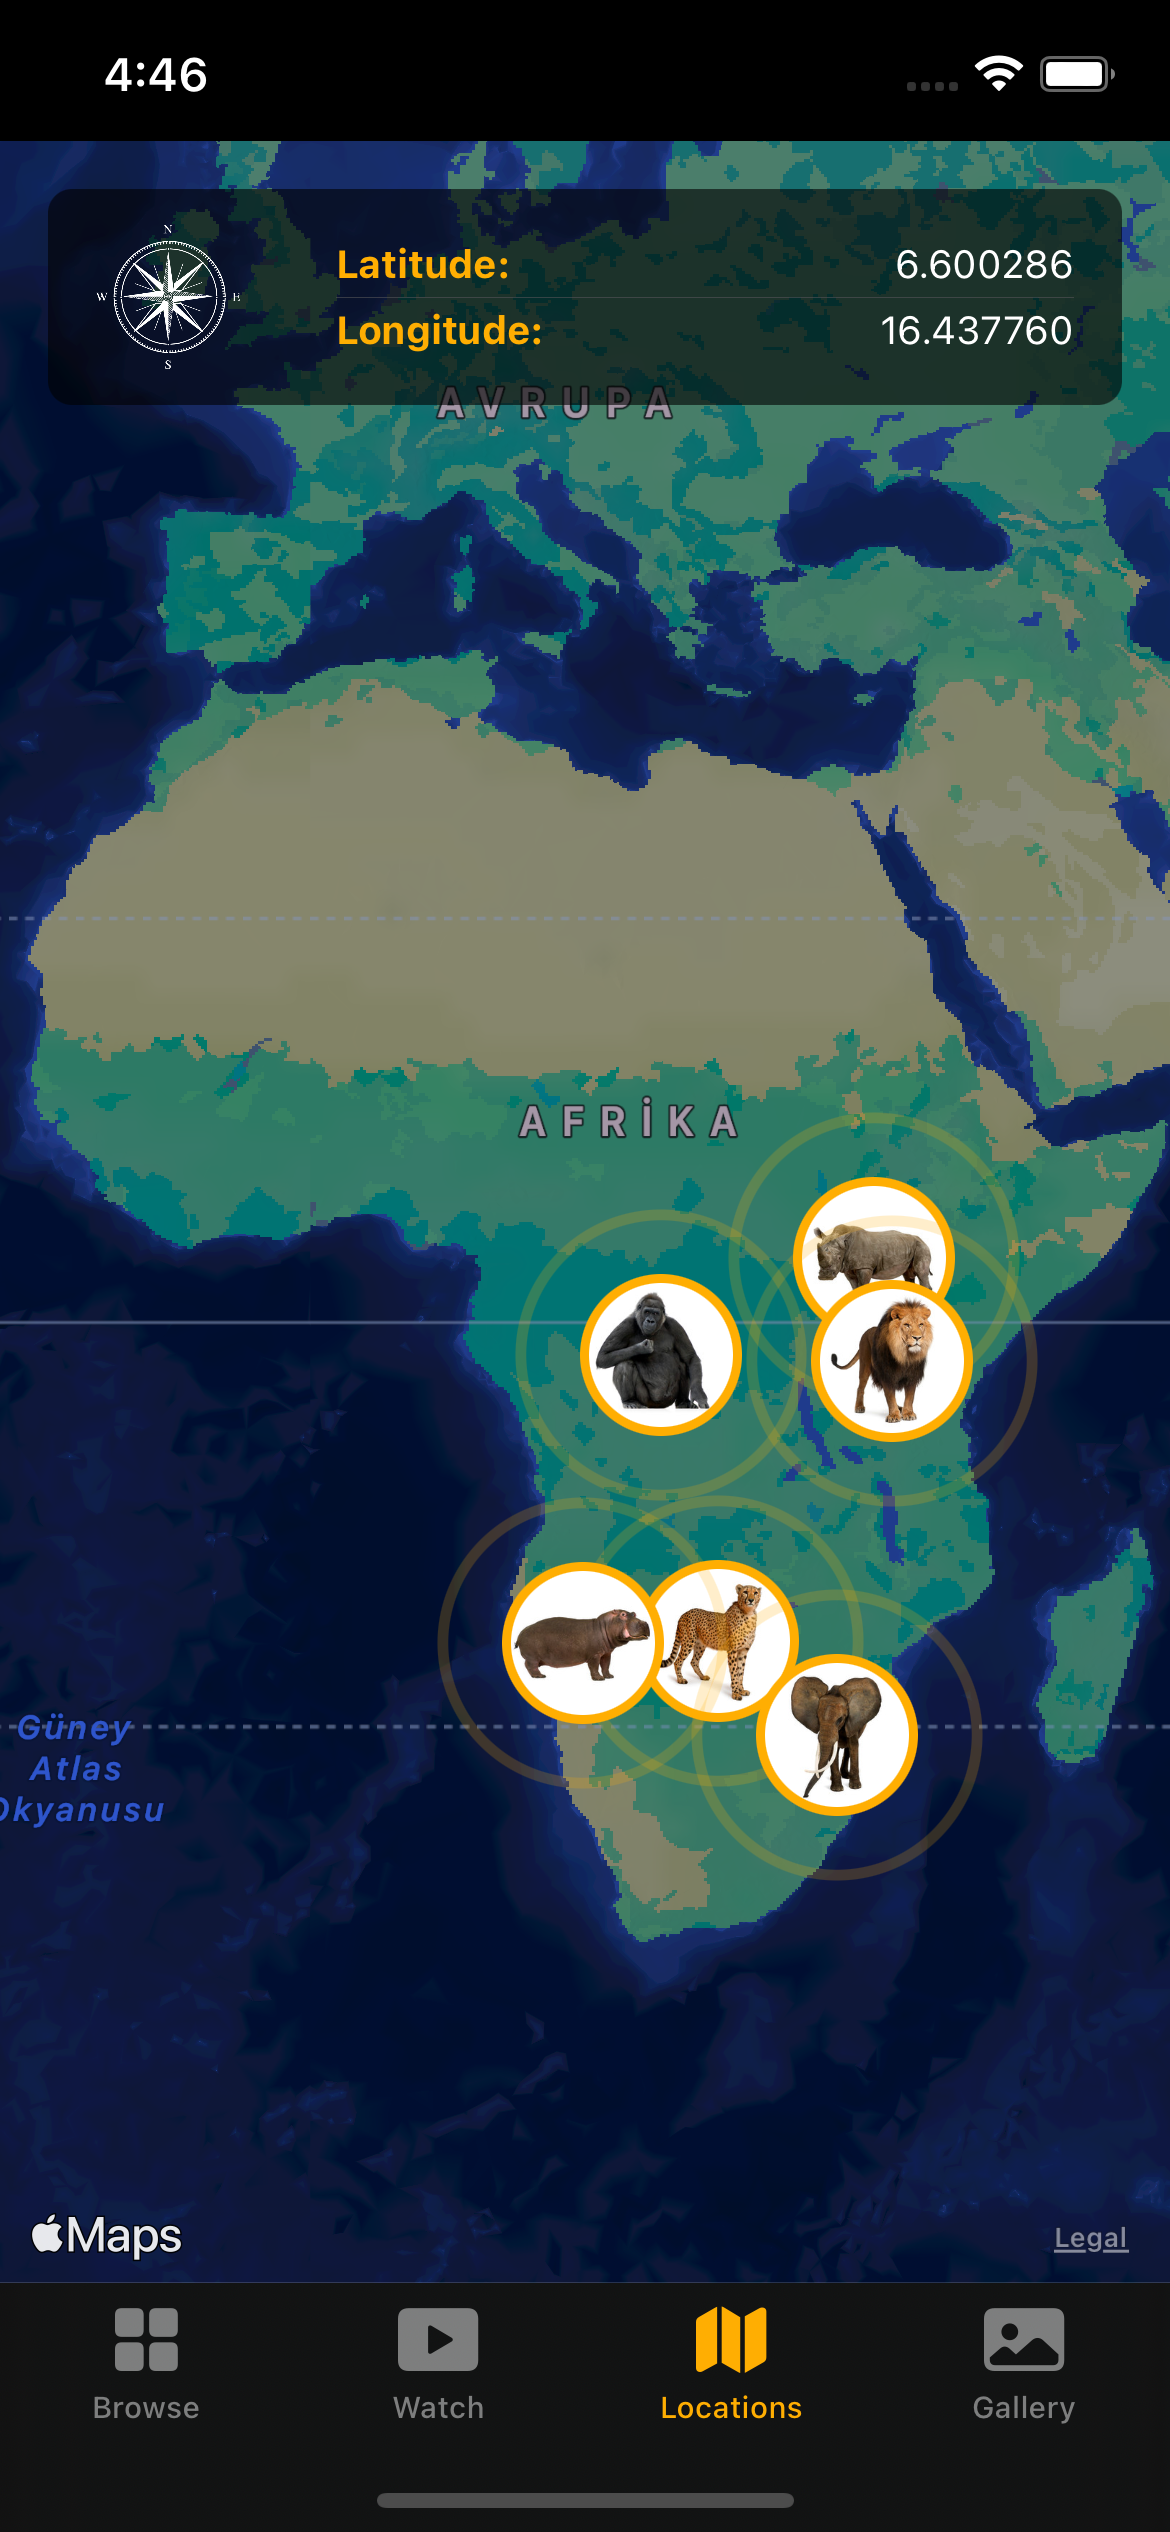 4:46
N
W E
S
Latitude: 6.600286
Longitude: 16.437760
AVRUPA
AFRİKA
Güney
Atlas
Okyanusu
Maps
Legal
Browse Watch Locations Gallery